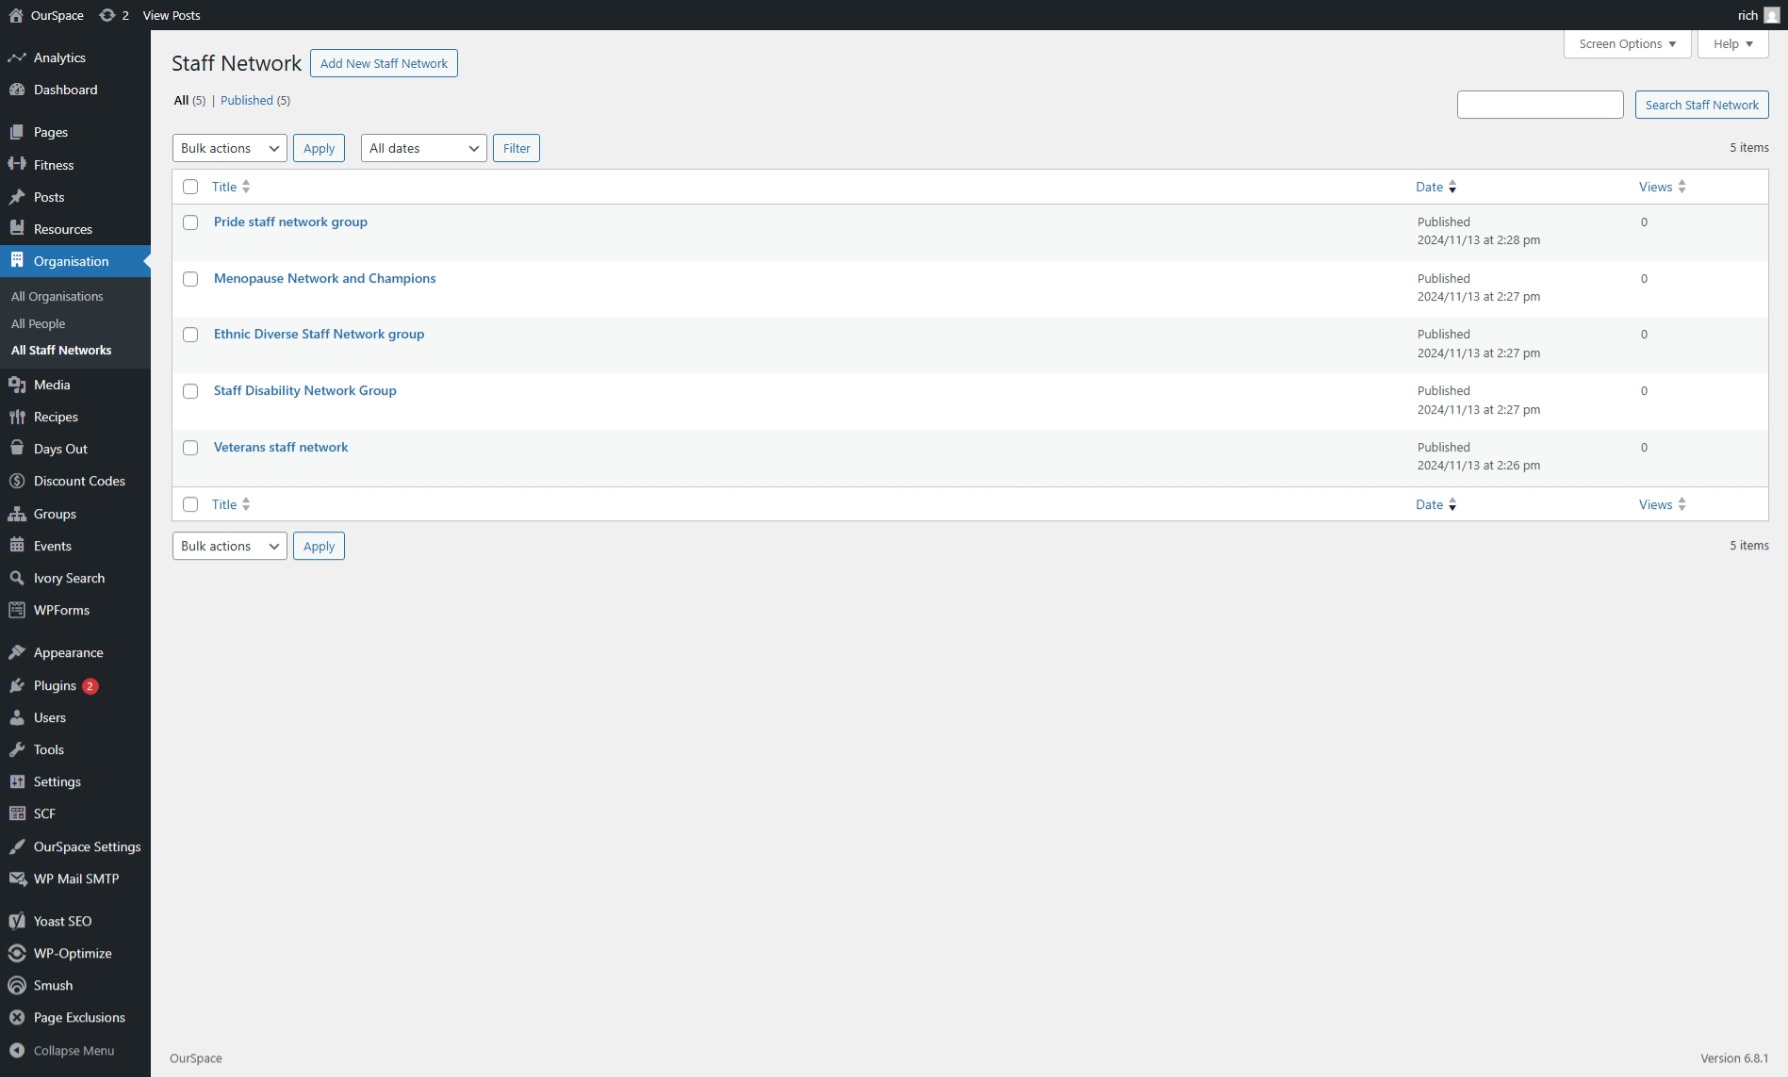 OurSpace 2 View Posts rich
Analytics
Dashboard
Pages
Fitness
Posts
Resources
Organisation
All Organisations
All People
All Staff Networks
Media
Recipes
Days Out
Discount Codes
Groups
Events
Ivory Search
WPForms
Appearance
Plugins 2
Users
Tools
Settings
SCF
OurSpace Settings
WP Mail SMTP
Yoast SEO
WP-Optimize
Smush
Page Exclusions
Collapse Menu
Screen Options ▼ Help ▼
Staff Network Add New Staff Network
All (5) | Published (5)
Search Staff Network
Bulk actions Apply All dates Filter 5 items
Title Date Views
Pride staff network group Published 0
2024/11/13 at 2:28 pm
Menopause Network and Champions Published 0
2024/11/13 at 2:27 pm
Ethnic Diverse Staff Network group Published 0
2024/11/13 at 2:27 pm
Staff Disability Network Group Published 0
2024/11/13 at 2:27 pm
Veterans staff network Published 0
2024/11/13 at 2:26 pm
Title Date Views
Bulk actions Apply 5 items
OurSpace Version 6.8.1